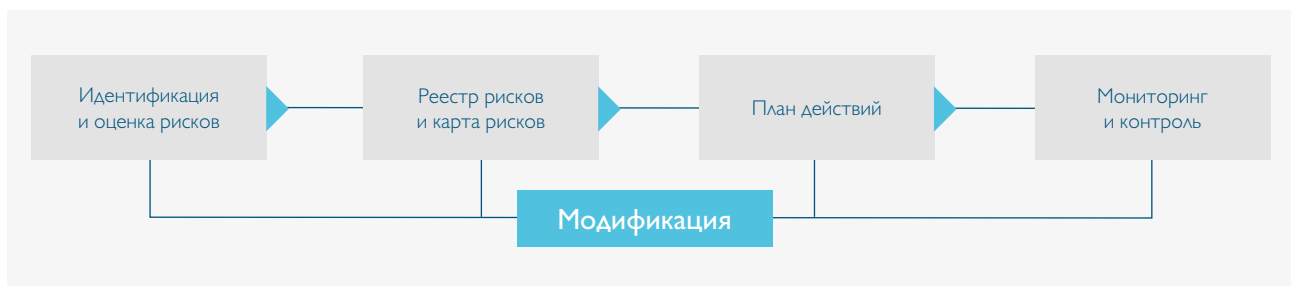 Идентификация
и оценка рисков
Реестр рисков
и карта рисков
План действий
Мониторинг
и контроль
Модификация